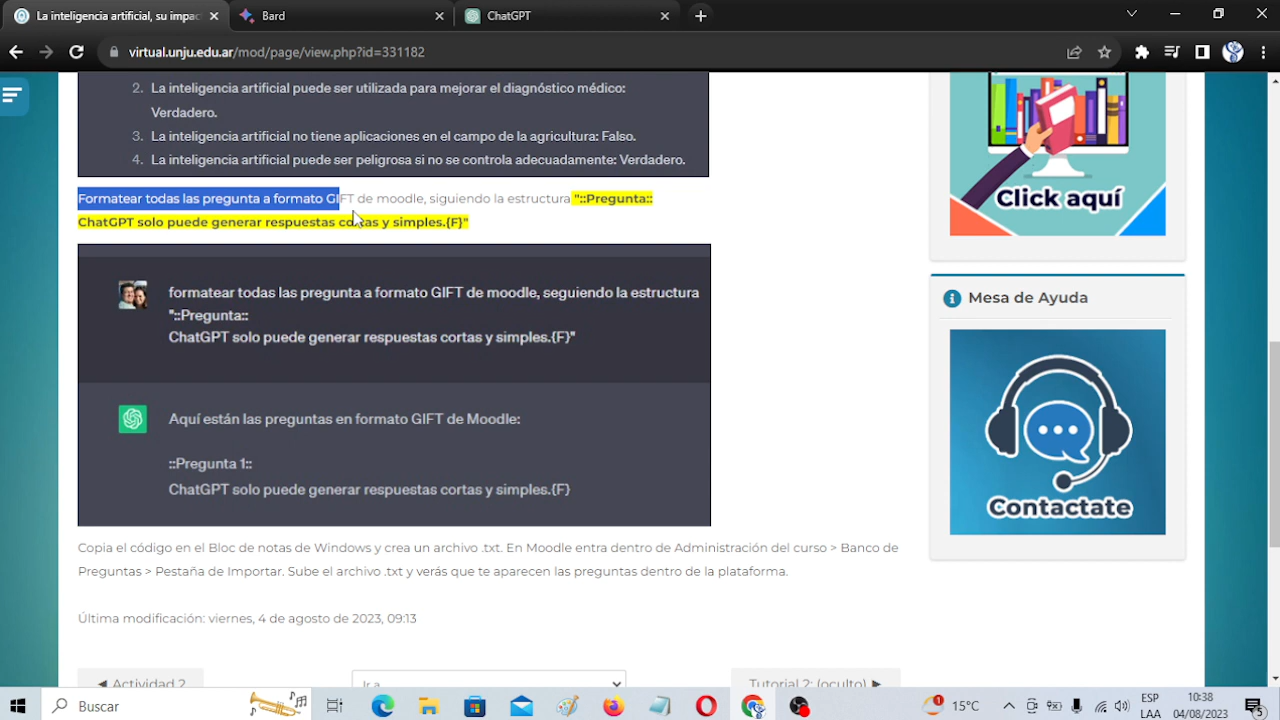 La inteligencia artificial, su impac
Bard
ChatGPT
virtual.unju.edu.ar/mod/page/view.php?id=331182
2. La inteligencia artificial puede ser utilizada para mejorar el diagnóstico médico:
Verdadero.
3. La inteligencia artificial no tiene aplicaciones en el campo de la agricultura: Falso.
4. La inteligencia artificial puede ser peligrosa si no se controla adecuadamente: Verdadero.
Formatear todas las pregunta a formato GIFT de moodle, siguiendo la estructura "::Pregunta::
ChatGPT solo puede generar respuestas cortas y simples.{F}"
formatear todas las pregunta a formato GIFT de moodle, seguiendo la estructura
"::Pregunta::
ChatGPT solo puede generar respuestas cortas y simples.{F}"
Aquí están las preguntas en formato GIFT de Moodle:
::Pregunta 1::
ChatGPT solo puede generar respuestas cortas y simples.{F}
Copia el código en el Bloc de notas de Windows y crea un archivo .txt. En Moodle entra dentro de Administración del curso > Banco de
Preguntas > Pestaña de Importar. Sube el archivo .txt y verás que te aparecen las preguntas dentro de la plataforma.
Última modificación: viernes, 4 de agosto de 2023, 09:13
◄ Actividad 2
Ir a...
Tutorial 2: (oculto) ►
Click aquí
Mesa de Ayuda
Contactate
Buscar
1
15°C
ESP
LAA
10:38
04/08/2023
5